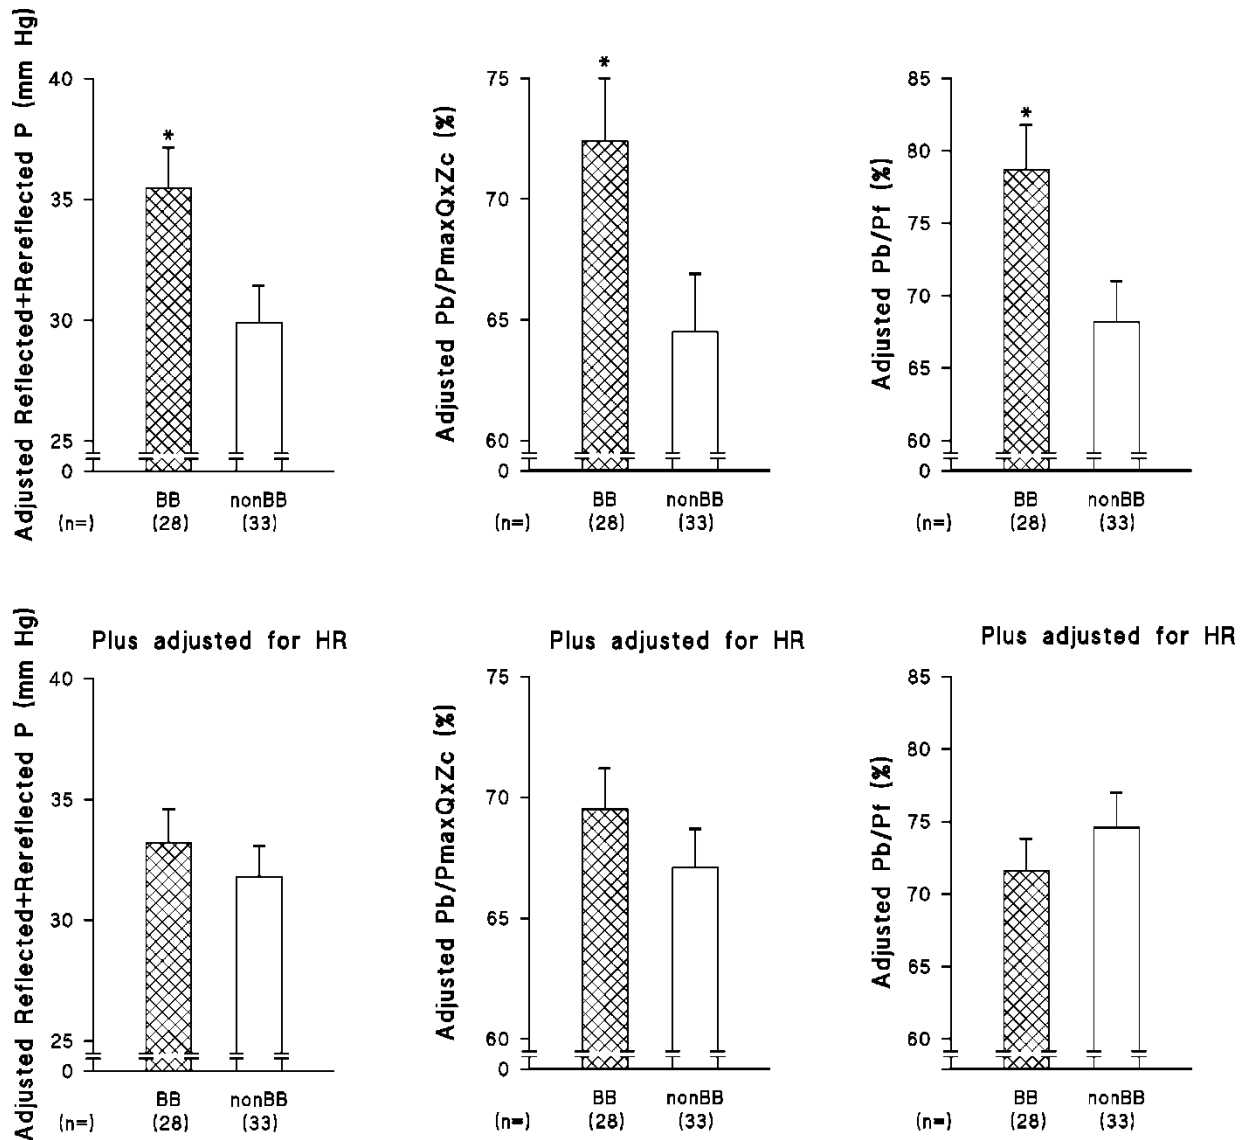 Adjusted Reflected+Rereflected P (mm Hg)
40
35
30
25
0
*
BB
nonBB
(n=)
(28)
(33)
Adjusted Pb/PmaxQxZc (%)
75
70
65
60
0
*
BB
nonBB
(n=)
(28)
(33)
Adjusted Pb/Pf (%)
85
80
75
70
65
60
0
*
BB
nonBB
(n=)
(28)
(33)
Plus adjusted for HR
Adjusted Reflected+Rereflected P (mm Hg)
40
35
30
25
0
BB
nonBB
(n=)
(28)
(33)
Plus adjusted for HR
Adjusted Pb/PmaxQxZc (%)
75
70
65
60
0
BB
nonBB
(n=)
(28)
(33)
Plus adjusted for HR
Adjusted Pb/Pf (%)
85
80
75
70
65
60
BB
nonBB
(n=)
(28)
(33)